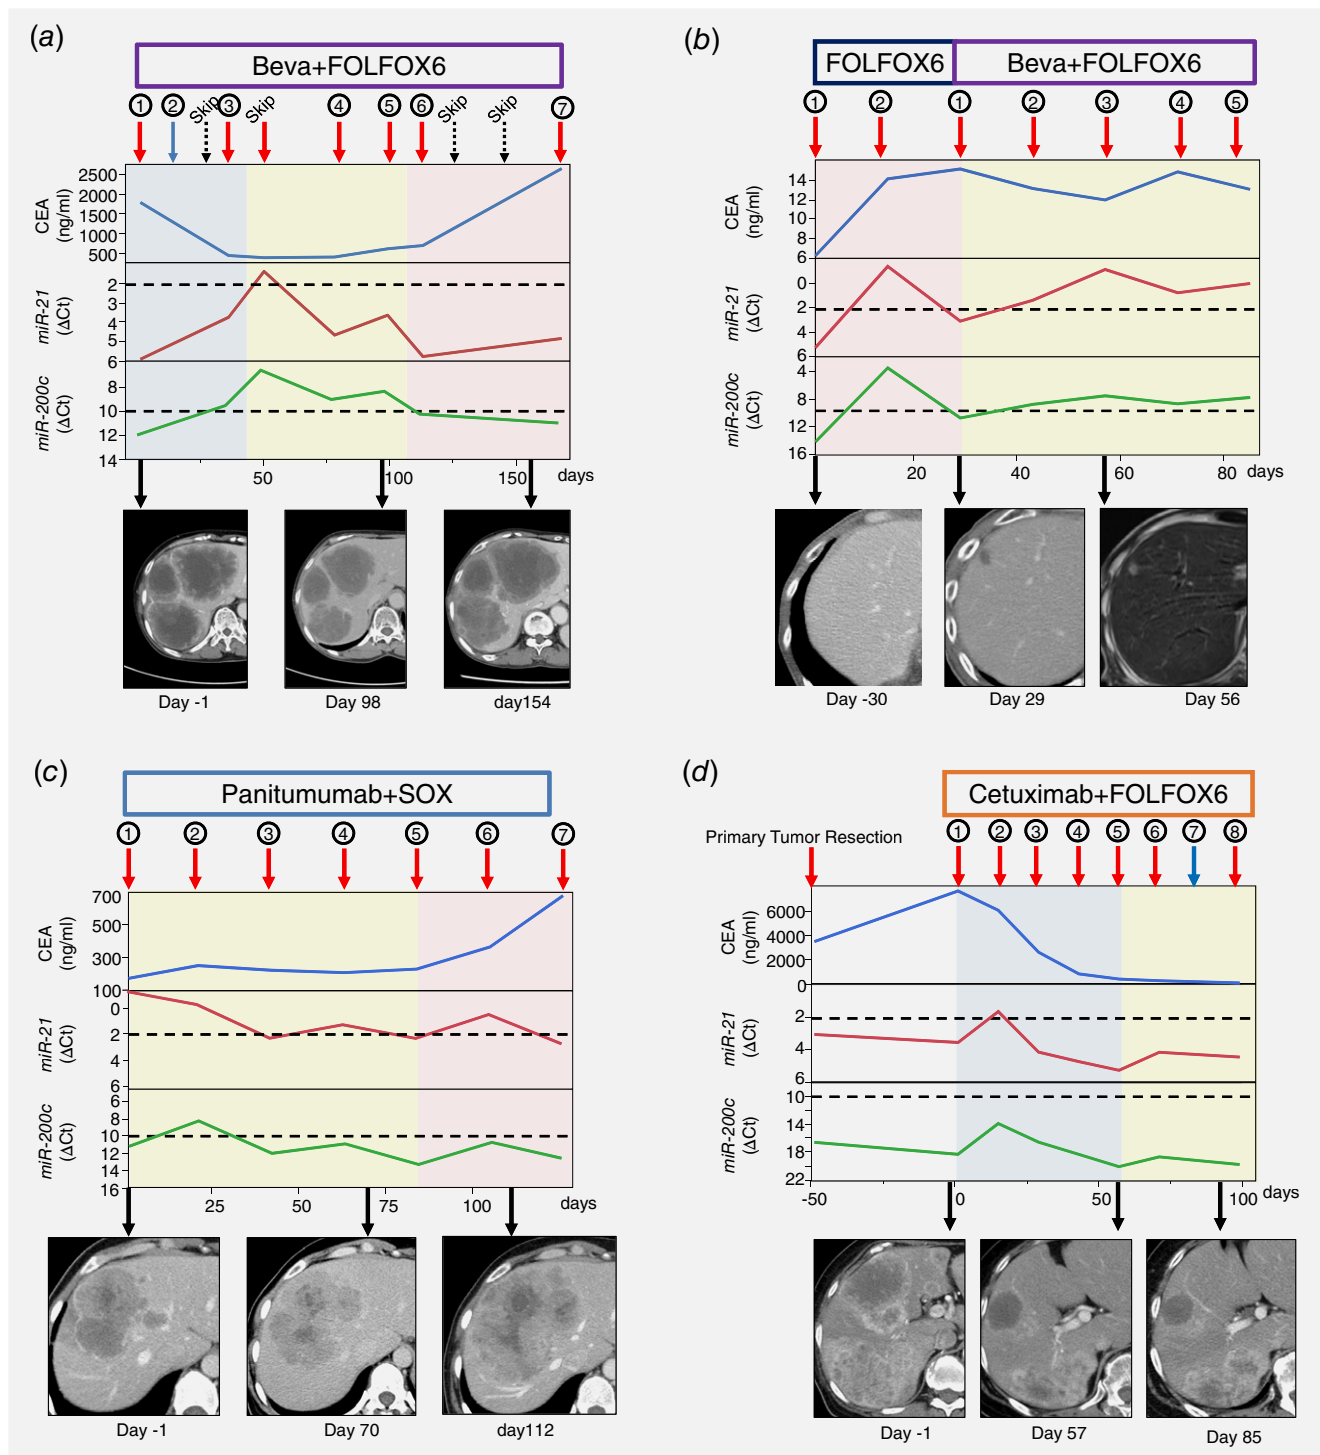 (a)
Beva+FOLFOX6
1 2 Skip 3 Skip 4 5 6 Skip Skip 7
CEA
(ng/ml)
2500
2000
1500
1000
500
miR-21
(ΔCt)
2
3
4
5
6
miR-200c
(ΔCt)
8
10
12
14
50 100 150 days
Day -1 Day 98 day154
(b)
FOLFOX6 Beva+FOLFOX6
1 2 1 2 3 4 5
CEA
(ng/ml)
14
12
10
8
6
miR-21
(ΔCt)
0
2
4
6
miR-200c
(ΔCt)
4
8
12
16
20 40 60 80 days
Day -30 Day 29 Day 56
(c)
Panitumumab+SOX
1 2 3 4 5 6 7
CEA
(ng/ml)
700
500
300
100
miR-21
(ΔCt)
0
2
4
6
miR-200c
(ΔCt)
6
8
10
12
14
16
25 50 75 100 days
Day -1 Day 70 day112
(d)
Cetuximab+FOLFOX6
Primary Tumor Resection 1 2 3 4 5 6 7 8
CEA
(ng/ml)
6000
4000
2000
0
miR-21
(ΔCt)
2
4
6
miR-200c
(ΔCt)
10
14
18
22
-50 0 50 100 days
Day -1 Day 57 Day 85